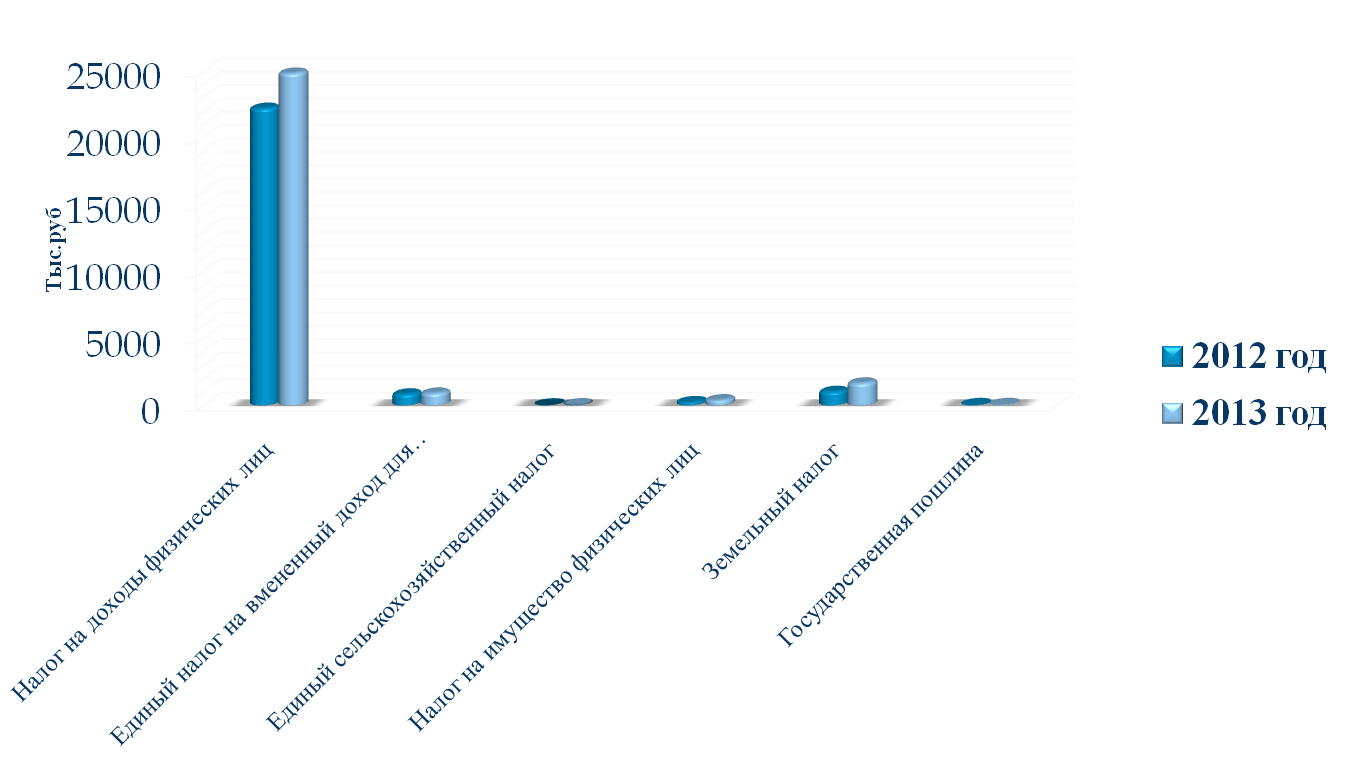 25000
20000
15000
10000
5000
0
Тыс.руб
Налог на доходы физических лиц
Единый налог на вмененный доход для…
Единый сельскохозяйственный налог
Налог на имущество физических лиц
Земельный налог
Государственная пошлина
2012 год
2013 год